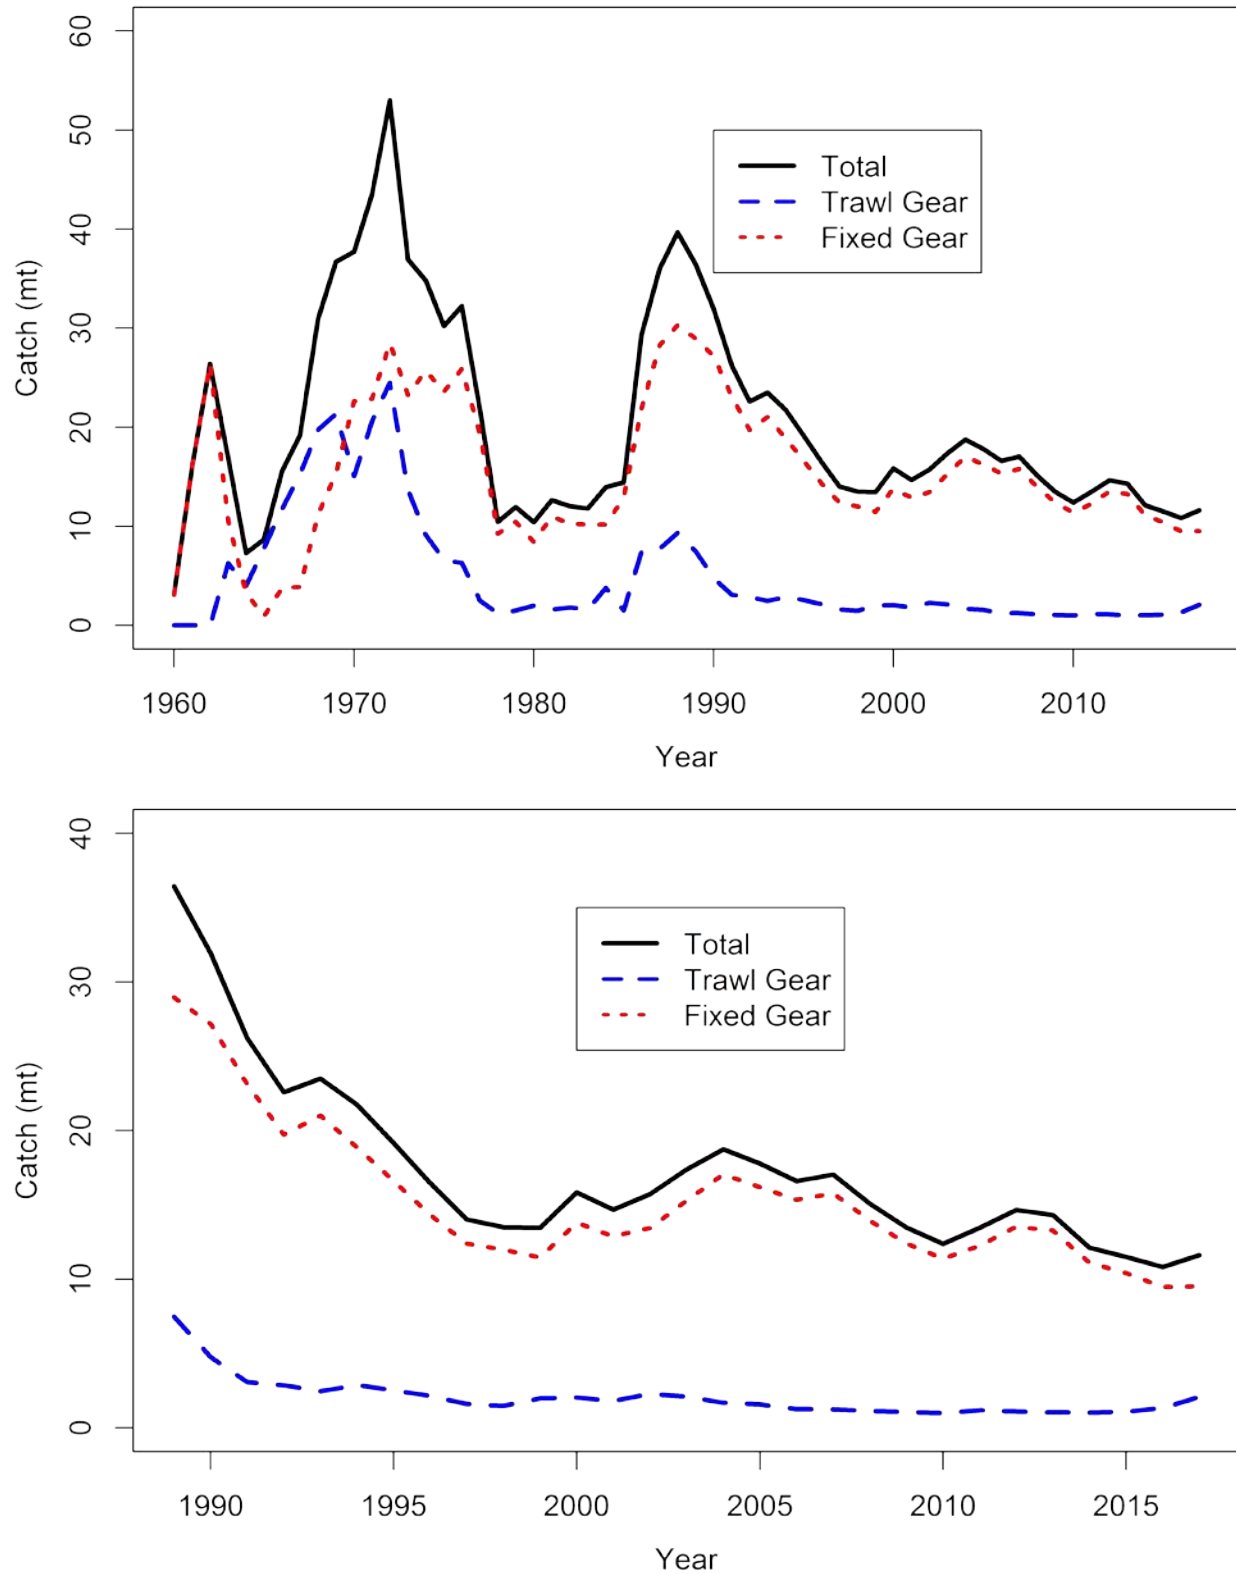 60
50
40
30
20
10
0
Catch (mt)
Total
Trawl Gear
Fixed Gear
1960 1970 1980 1990 2000 2010
Year
40
30
20
10
0
Catch (mt)
Total
Trawl Gear
Fixed Gear
1990 1995 2000 2005 2010 2015
Year